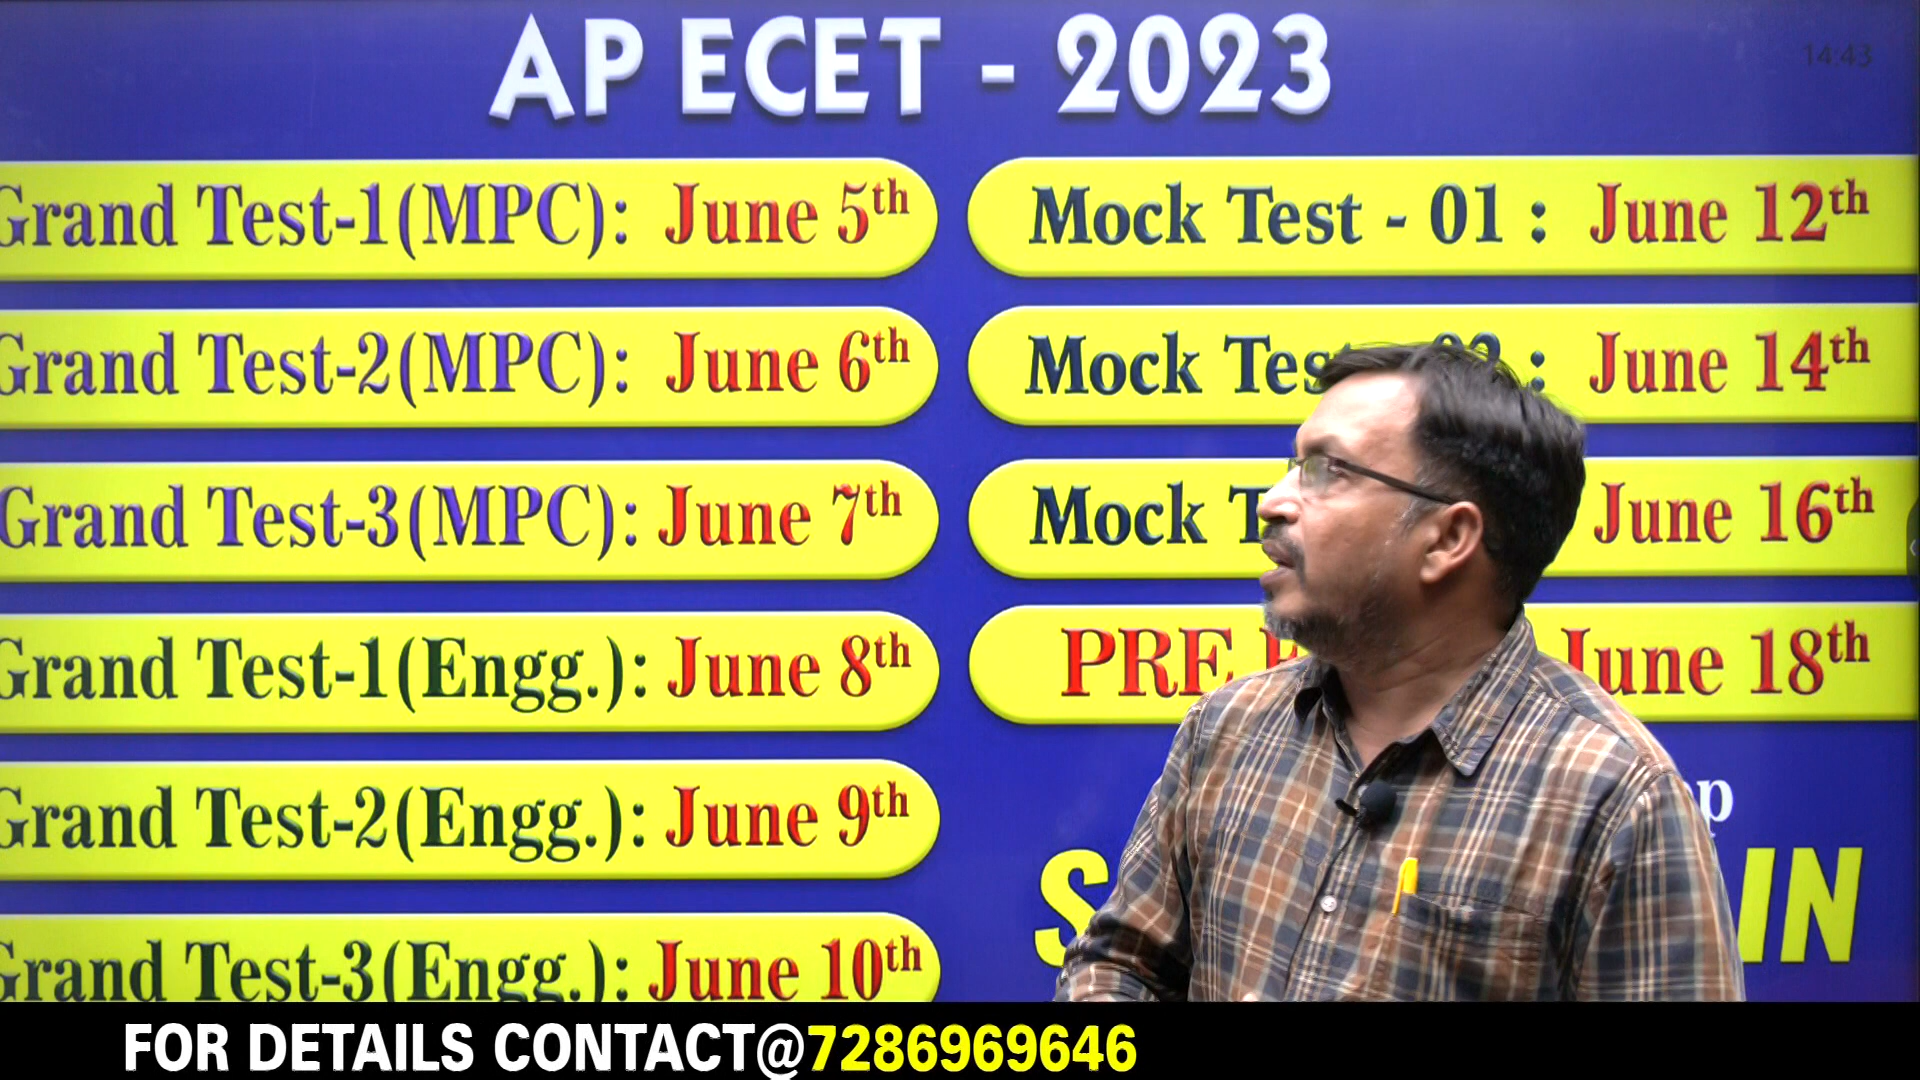 AP ECET - 2023
14:43
Grand Test-1(MPC): June 5th
Grand Test-2(MPC): June 6th
Grand Test-3(MPC): June 7th
Grand Test-1(Engg.): June 8th
Grand Test-2(Engg.): June 9th
Grand Test-3(Engg.): June 10th
Mock Test - 01 : June 12th
Mock : June 14th
Mock June 16th
PRE June 18th
FOR DETAILS CONTACT@7286969646